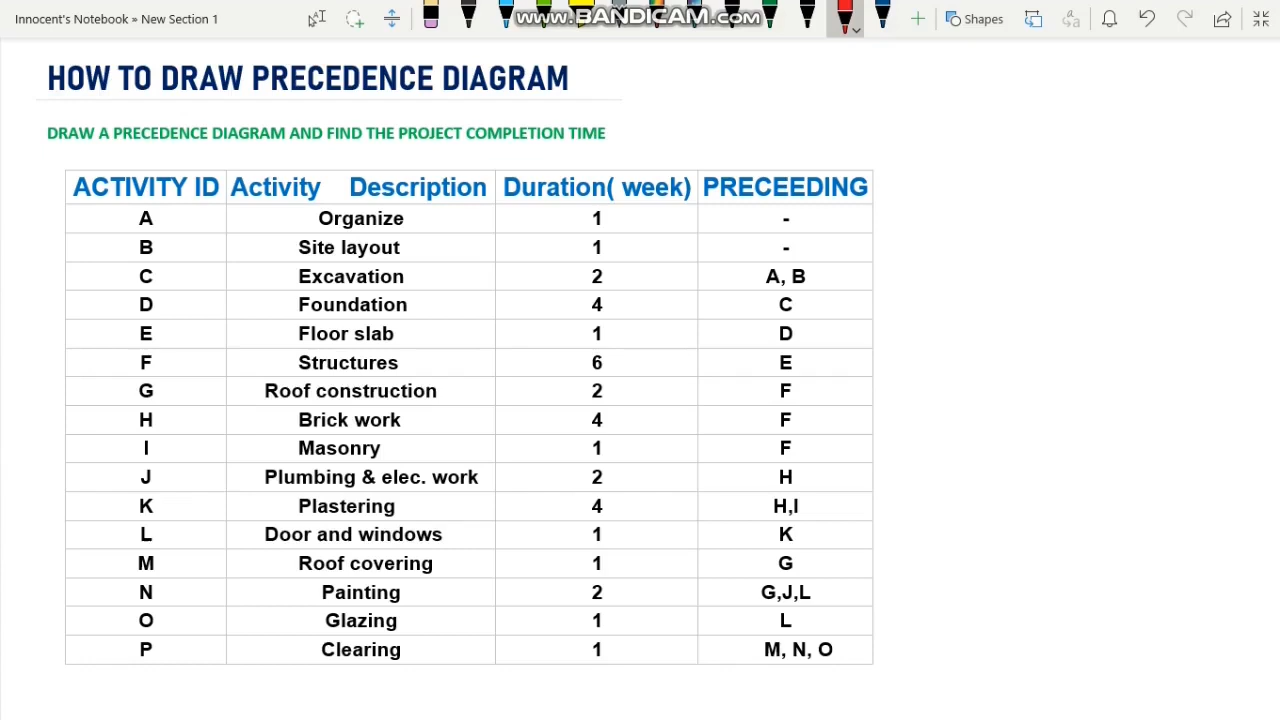 Innocent's Notebook » New Section 1
www.BANDICAM.com
Shapes
HOW TO DRAW PRECEDENCE DIAGRAM
DRAW A PRECEDENCE DIAGRAM AND FIND THE PROJECT COMPLETION TIME
ACTIVITY ID Activity Description Duration( week) PRECEEDING
A Organize 1 -
B Site layout 1 -
C Excavation 2 A, B
D Foundation 4 C
E Floor slab 1 D
F Structures 6 E
G Roof construction 2 F
H Brick work 4 F
I Masonry 1 F
J Plumbing & elec. work 2 H
K Plastering 4 H,I
L Door and windows 1 K
M Roof covering 1 G
N Painting 2 G,J,L
O Glazing 1 L
P Clearing 1 M, N, O